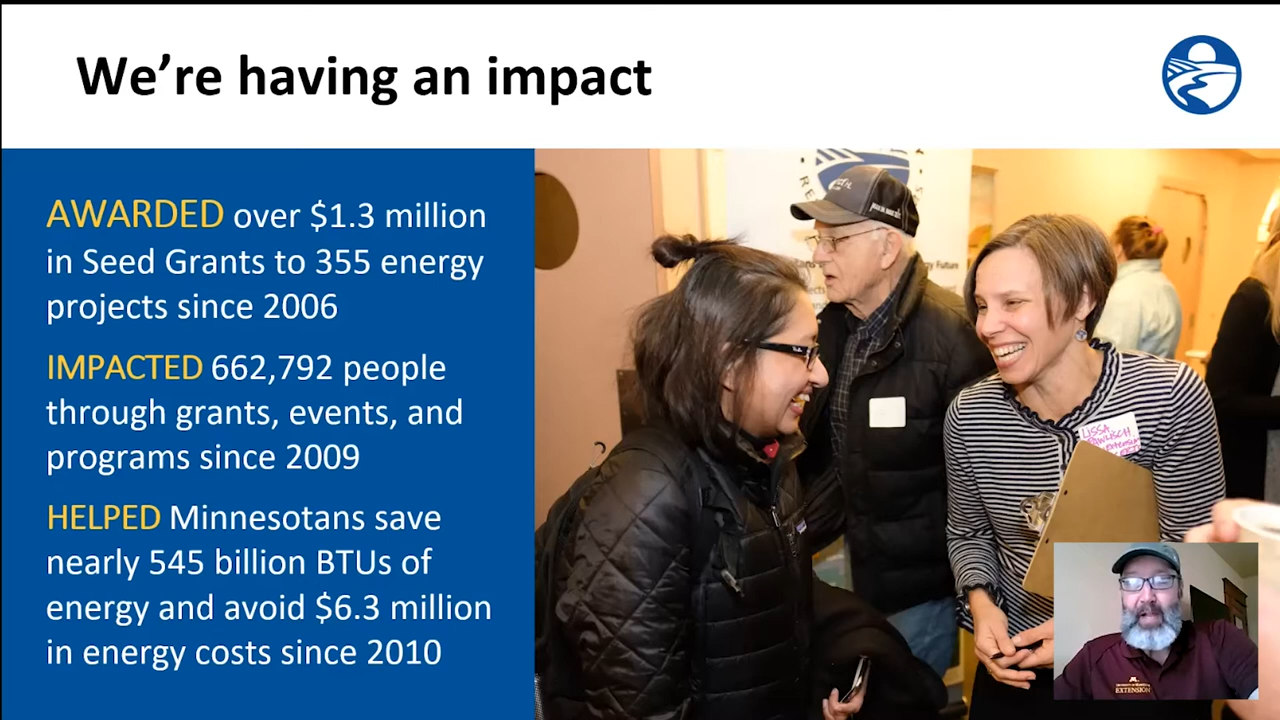 We're having an impact
AWARDED over $1.3 million
in Seed Grants to 355 energy
projects since 2006
IMPACTED 662,792 people
through grants, events, and
programs since 2009
HELPED Minnesotans save
nearly 545 billion BTUs of
energy and avoid $6.3 million
in energy costs since 2010
y Future
LISSA
EXTENSION